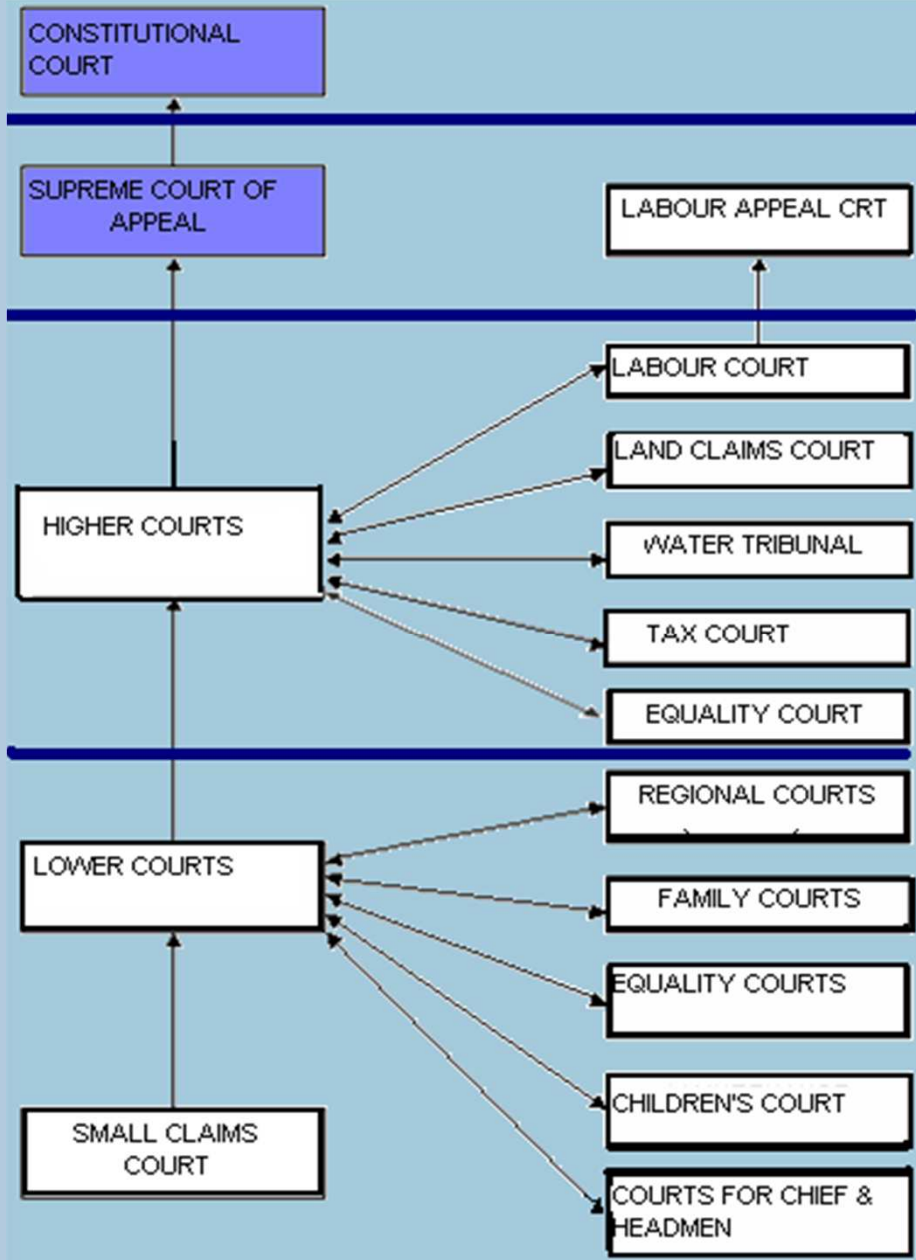 CONSTITUTIONAL
COURT
SUPREME COURT OF
APPEAL
LABOUR APPEAL CRT
LABOUR COURT
LAND CLAIMS COURT
HIGHER COURTS
WATER TRIBUNAL
TAX COURT
EQUALITY COURT
REGIONAL COURTS
LOWER COURTS
FAMILY COURTS
EQUALITY COURTS
CHILDREN'S COURT
SMALL CLAIMS
COURT
COURTS FOR CHIEF &
HEADMEN